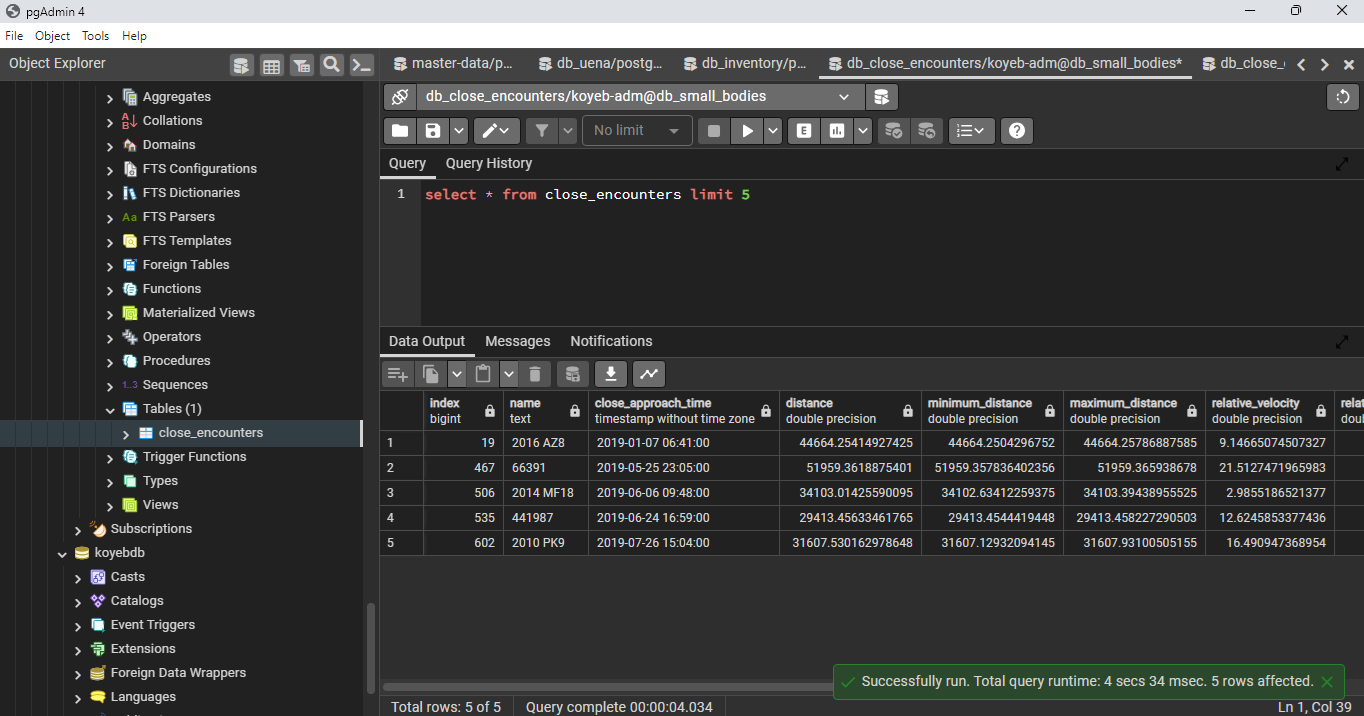 pgAdmin 4
File Object Tools Help
Object Explorer
master-data/p...
db_uena/postg...
db_inventory/p...
db_close_encounters/koyeb-adm@db_small_bodies*
db_close_
Aggregates
Collations
Domains
FTS Configurations
FTS Dictionaries
Aa FTS Parsers
FTS Templates
Foreign Tables
Functions
Materialized Views
Operators
Procedures
1..3 Sequences
Tables (1)
close_encounters
Trigger Functions
Types
Views
Subscriptions
koyebdb
Casts
Catalogs
Event Triggers
Extensions
Foreign Data Wrappers
Languages
db_close_encounters/koyeb-adm@db_small_bodies
No limit
E
Query Query History
1 select * from close_encounters limit 5
Data Output Messages Notifications
index name close_approach_time distance minimum_distance maximum_distance relative_velocity relat
bigint text timestamp without time zone double precision double precision double precision double precision doul
1 19 2016 AZ8 2019-01-07 06:41:00 44664.25414927425 44664.2504296752 44664.25786887585 9.14665074507327
2 467 66391 2019-05-25 23:05:00 51959.3618875401 51959.357836402356 51959.365938678 21.5127471965983
3 506 2014 MF18 2019-06-06 09:48:00 34103.01425590095 34102.63412259375 34103.39438955525 2.9855186521377
4 535 441987 2019-06-24 16:59:00 29413.45633461765 29413.4544419448 29413.458227290503 12.6245853377436
5 602 2010 PK9 2019-07-26 15:04:00 31607.530162978648 31607.12932094145 31607.93100505155 16.490947368954
Successfully run. Total query runtime: 4 secs 34 msec. 5 rows affected.
Total rows: 5 of 5 Query complete 00:00:04.034 Ln 1, Col 39